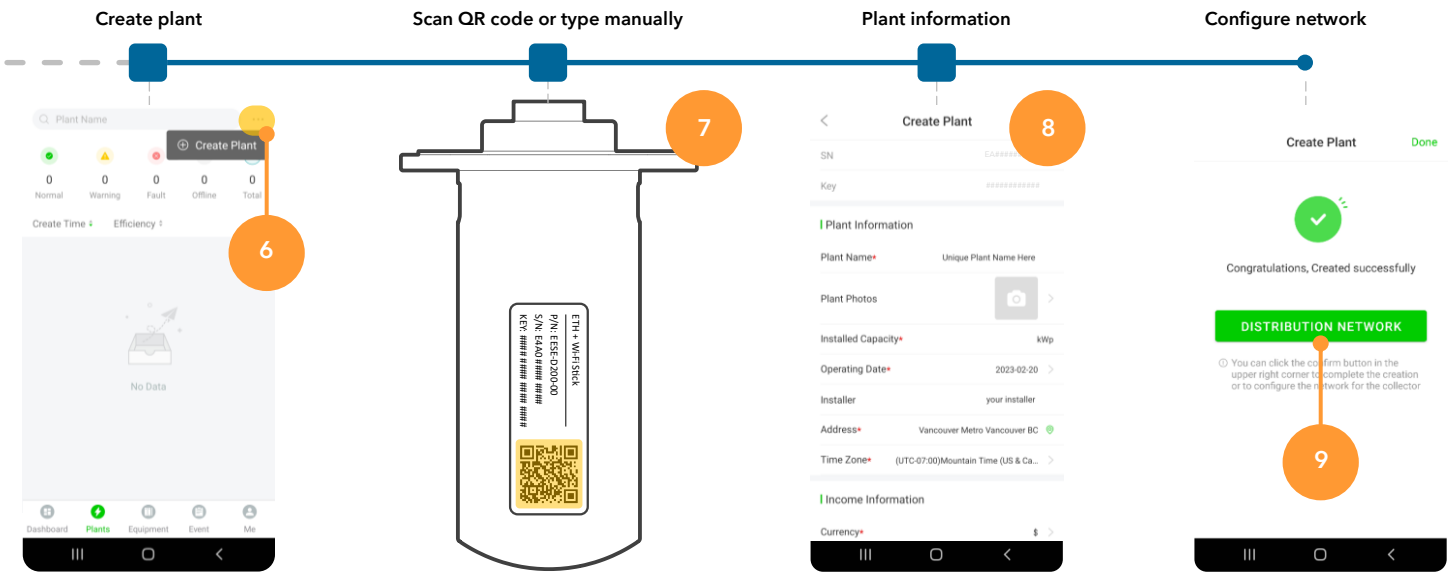 Create plant
Scan QR code or type manually
Plant information
Configure network
Plant Name
...
Create Plant
0
0
0
0
0
Normal
Warning
Fault
Offline
Total
Create Time
Efficiency
6
No Data
Dashboard
Plants
Equipment
Event
Me
7
ETH + Wi-Fi Stick
P/N: EESE-D200-00
S/N: E4A0 #### ####
KEY: #### #### #### ####
Create Plant
8
SN
EA#######
Key
############
Plant Information
Plant Name*
Unique Plant Name Here
Plant Photos
Installed Capacity*
kWp
Operating Date*
2023-02-20
Installer
your installer
Address*
Vancouver Metro Vancouver BC
Time Zone*
(UTC-07:00)Mountain Time (US & Ca...
Income Information
Currency*
$
Create Plant
Done
Congratulations, Created successfully
DISTRIBUTION NETWORK
You can click the confirm button in the
upper right corner to complete the creation
or to configure the network for the collector
9